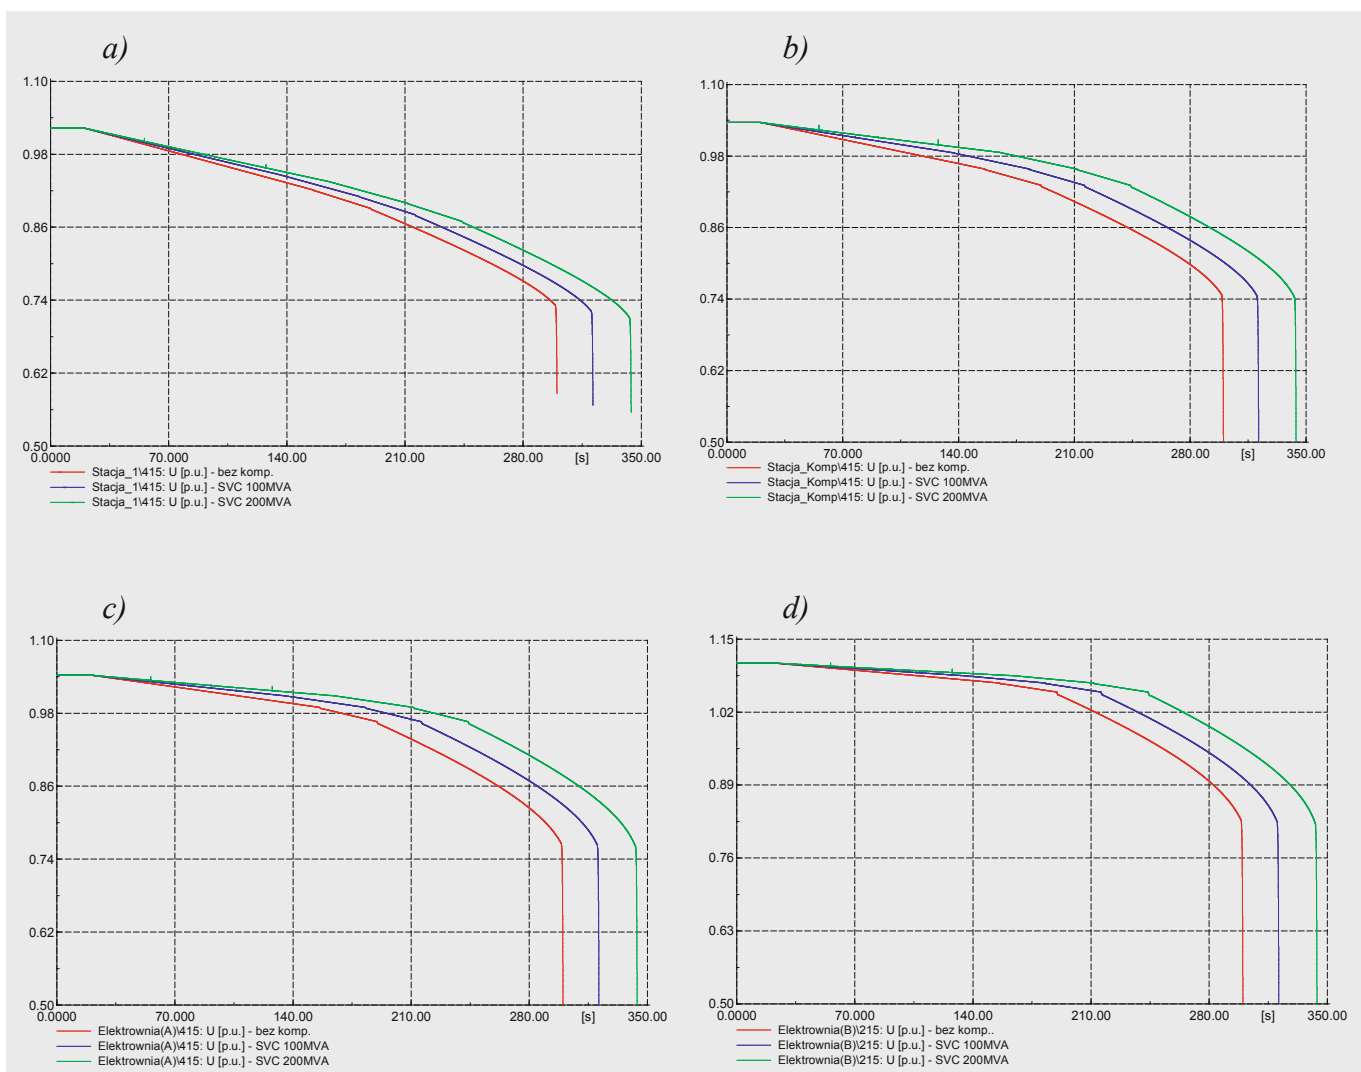 a)
1.10
0.98
0.86
0.74
0.62
0.50
0.0000 70.000 140.00 210.00 280.00 [s] 350.00
Stacja_1\415: U [p.u.] - bez komp.
Stacja_1\415: U [p.u.] - SVC 100MVA
Stacja_1\415: U [p.u.] - SVC 200MVA
b)
1.10
0.98
0.86
0.74
0.62
0.50
0.0000 70.000 140.00 210.00 280.00 [s] 350.00
Stacja_Komp\415: U [p.u.] - bez komp.
Stacja_Komp\415: U [p.u.] - SVC 100MVA
Stacja_Komp\415: U [p.u.] - SVC 200MVA
c)
1.10
0.98
0.86
0.74
0.62
0.50
0.0000 70.000 140.00 210.00 280.00 [s] 350.00
Elektrownia(A)\415: U [p.u.] - bez komp.
Elektrownia(A)\415: U [p.u.] - SVC 100MVA
Elektrownia(A)\415: U [p.u.] - SVC 200MVA
d)
1.15
1.02
0.89
0.76
0.63
0.50
0.0000 70.000 140.00 210.00 280.00 [s] 350.00
Elektrownia(B)\215: U [p.u.] - bez komp..
Elektrownia(B)\215: U [p.u.] - SVC 100MVA
Elektrownia(B)\215: U [p.u.] - SVC 200MVA